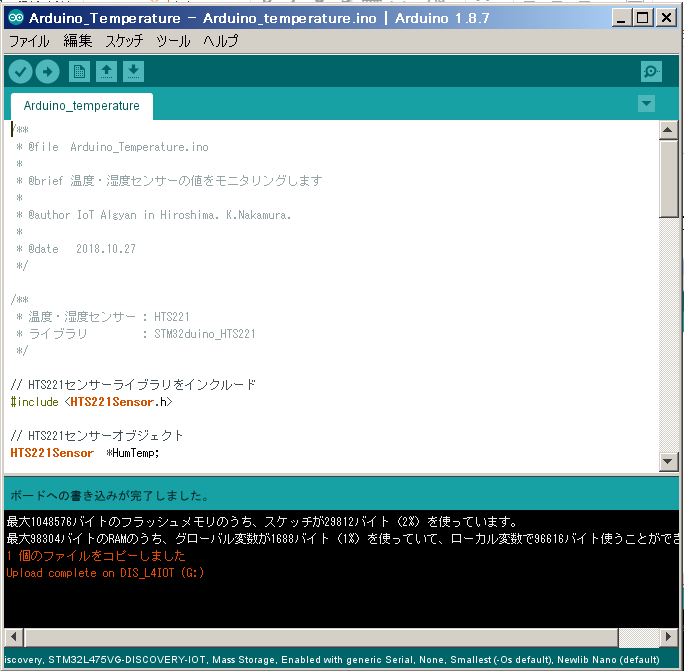 Arduino_Temperature - Arduino_temperature.ino | Arduino 1.8.7
ファイル 編集 スケッチ ツール ヘルプ
Arduino_temperature
/**
* @file Arduino_Temperature.ino
*
* @brief 温度・湿度センサーの値をモニタリングします
*
* @author IoT Algyan in Hiroshima. K.Nakamura.
*
* @date 2018.10.27
*/
/**
* 温度・湿度センサー : HTS221
* ライブラリ : STM32duino_HTS221
*/
// HTS221センサーライブラリをインクルード
#include <HTS221Sensor.h>
// HTS221センサーオブジェクト
HTS221Sensor *HumTemp;
ボードへの書き込みが完了しました。
最大1048576バイトのフラッシュメモリのうち、スケッチが29812バイト（2%）を使っています。
最大98304バイトのRAMのうち、グローバル変数が1688バイト（1%）を使っていて、ローカル変数で96616バイト使うことができ
1 個のファイルをコピーしました
Upload complete on DIS_L4IOT (G:)
iscovery, STM32L475VG-DISCOVERY-IOT, Mass Storage, Enabled with generic Serial, None, Smallest (-Os default), Newlib Nano (default)